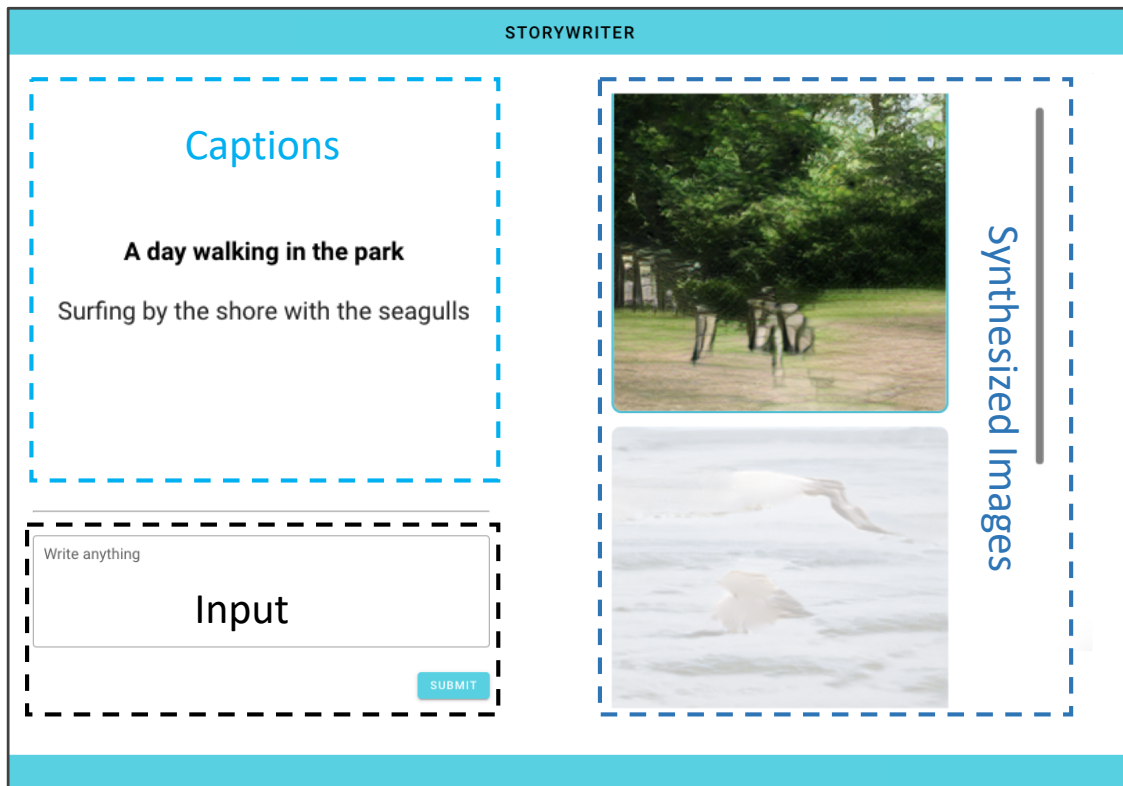 STORYWRITER
Captions
A day walking in the park
Surfing by the shore with the seagulls
Write anything
Input
SUBMIT
Synthesized Images